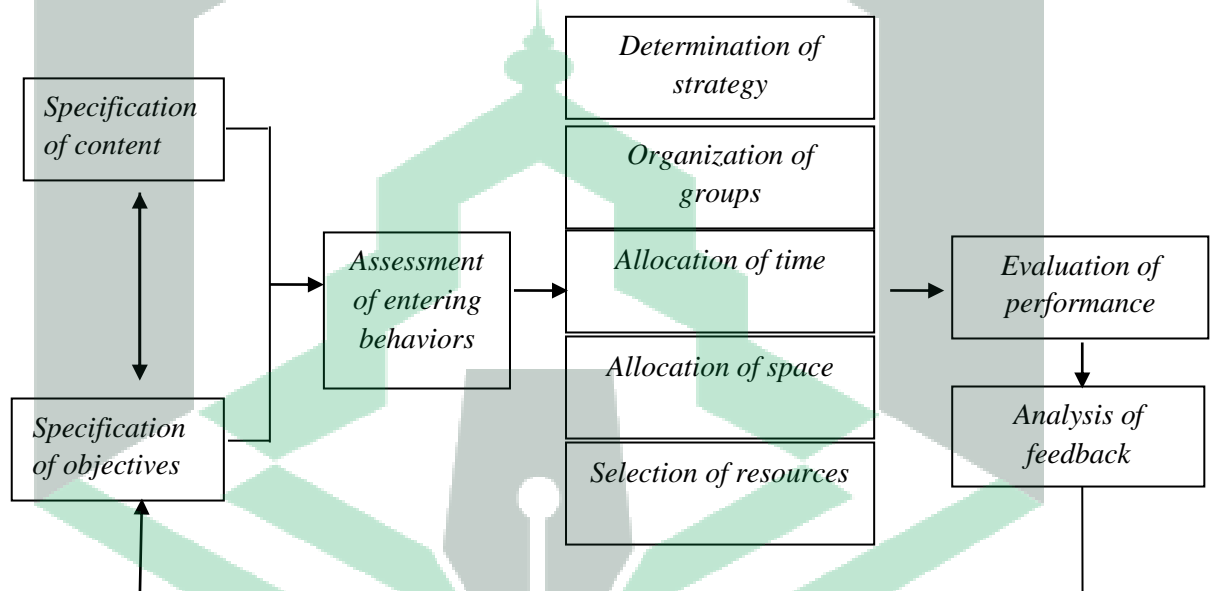 Specification
of content
Specification
of objectives
Assessment
of entering
behaviors
Determination of
strategy
Organization of
groups
Allocation of time
Allocation of space
Selection of resources
Evaluation of
performance
Analysis of
feedback